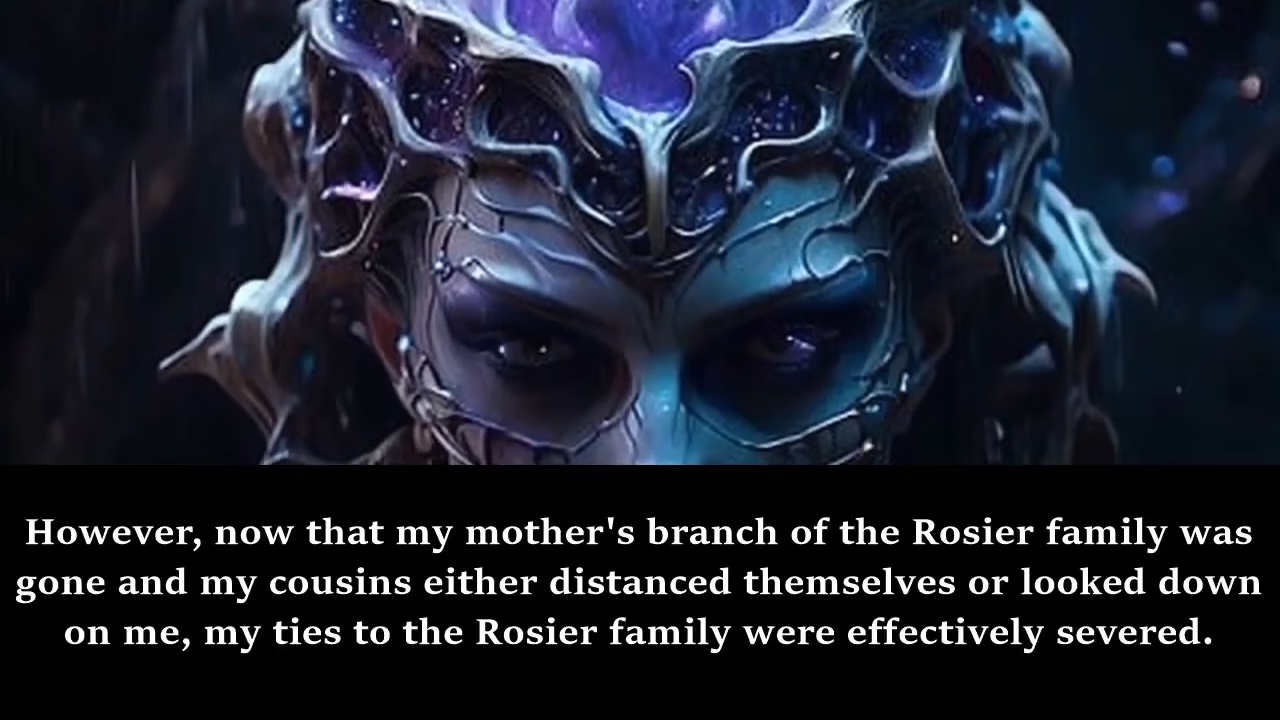 However, now that my mother's branch of the Rosier family was
gone and my cousins either distanced themselves or looked down
on me, my ties to the Rosier family were effectively severed.